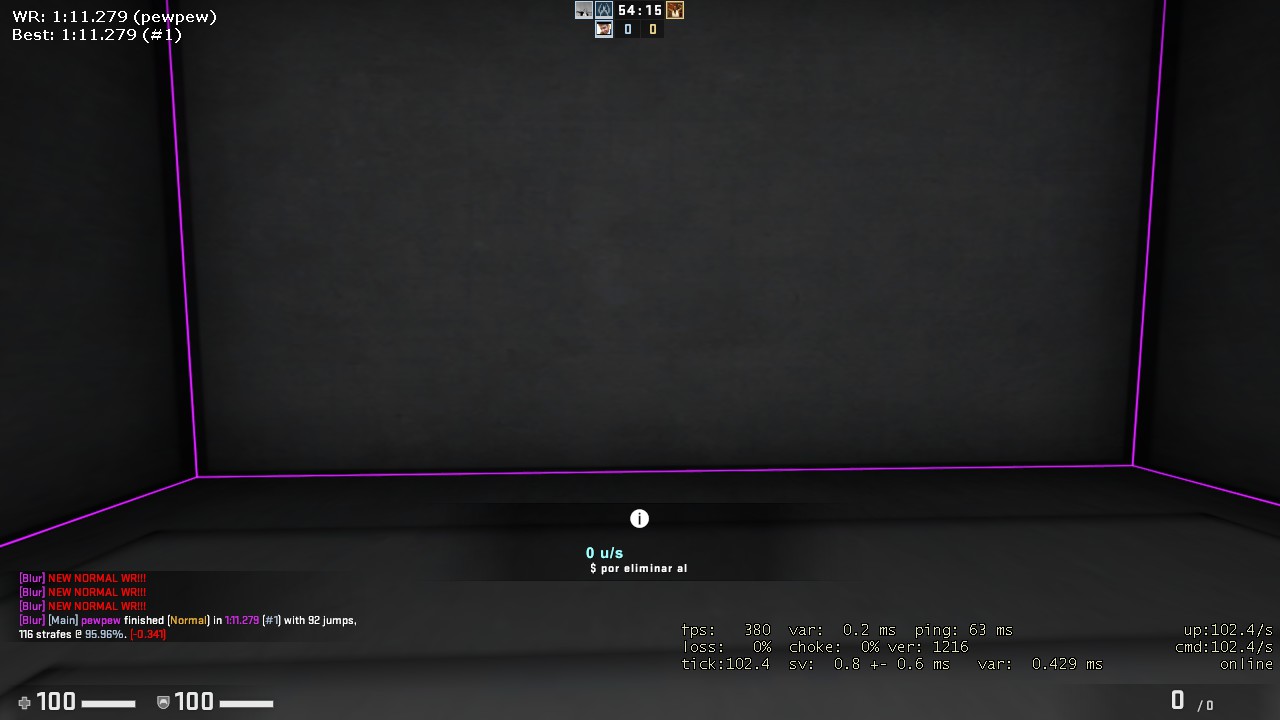 WR: 1:11.279 (pewpew)
Best: 1:11.279 (#1)
54:15
0 0
0 u/s
$ por eliminar al
[Blur] NEW NORMAL WR!!!
[Blur] NEW NORMAL WR!!!
[Blur] NEW NORMAL WR!!!
[Blur] [Main] pewpew finished (Normal) in 1:11.279 (#1) with 92 jumps,
116 strafes @ 95.96%. [-0.341]
tps: 380 var: 0.2 ms ping: 63 ms up:102.4/s
loss: 0% choke: 0% ver: 1216 cmd:102.4/s
tick:102.4 sv: 0.8 +- 0.6 ms var: 0.429 ms online
100 100 0 / 0